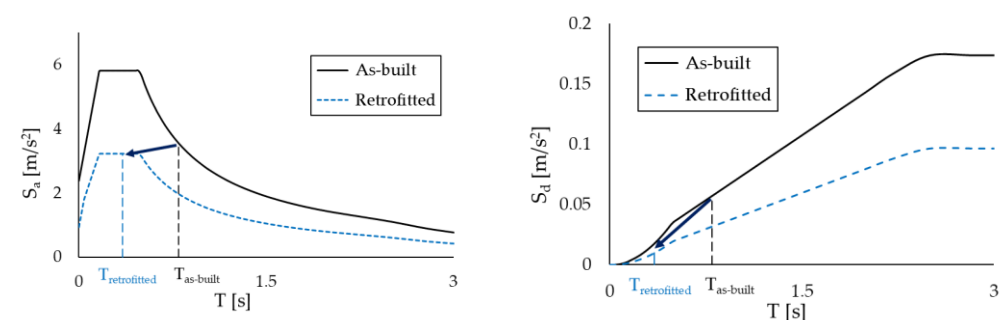 6
4
2
0
S_a [m/s²]
As-built
Retrofitted
0
1.5
3
T_retrofitted
T_as-built
T [s]
0.2
0.15
0.1
0.05
0
S_d [m/s²]
As-built
Retrofitted
0
1.5
3
T_retrofitted
T_as-built
T [s]